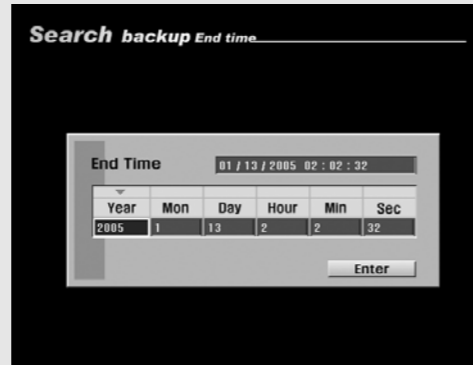 Search backup End time
End Time 01 / 13 / 2005 02 : 02 : 32
Year Mon Day Hour Min Sec
2005 1 13 2 2 32
Enter